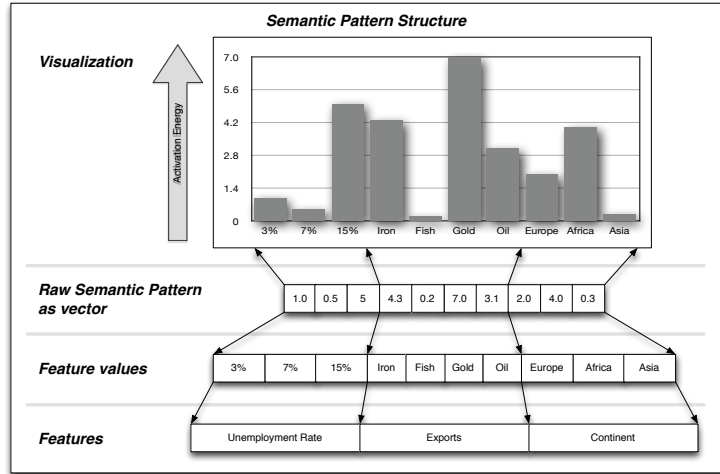 Semantic Pattern Structure
Visualization
Activation Energy
7.0
5.6
4.2
2.8
1.4
0
3% 7% 15% Iron Fish Gold Oil Europe Africa Asia
Raw Semantic Pattern
as vector
1.0 0.5 5 4.3 0.2 7.0 3.1 2.0 4.0 0.3
Feature values
3% 7% 15% Iron Fish Gold Oil Europe Africa Asia
Features
Unemployment Rate Exports Continent